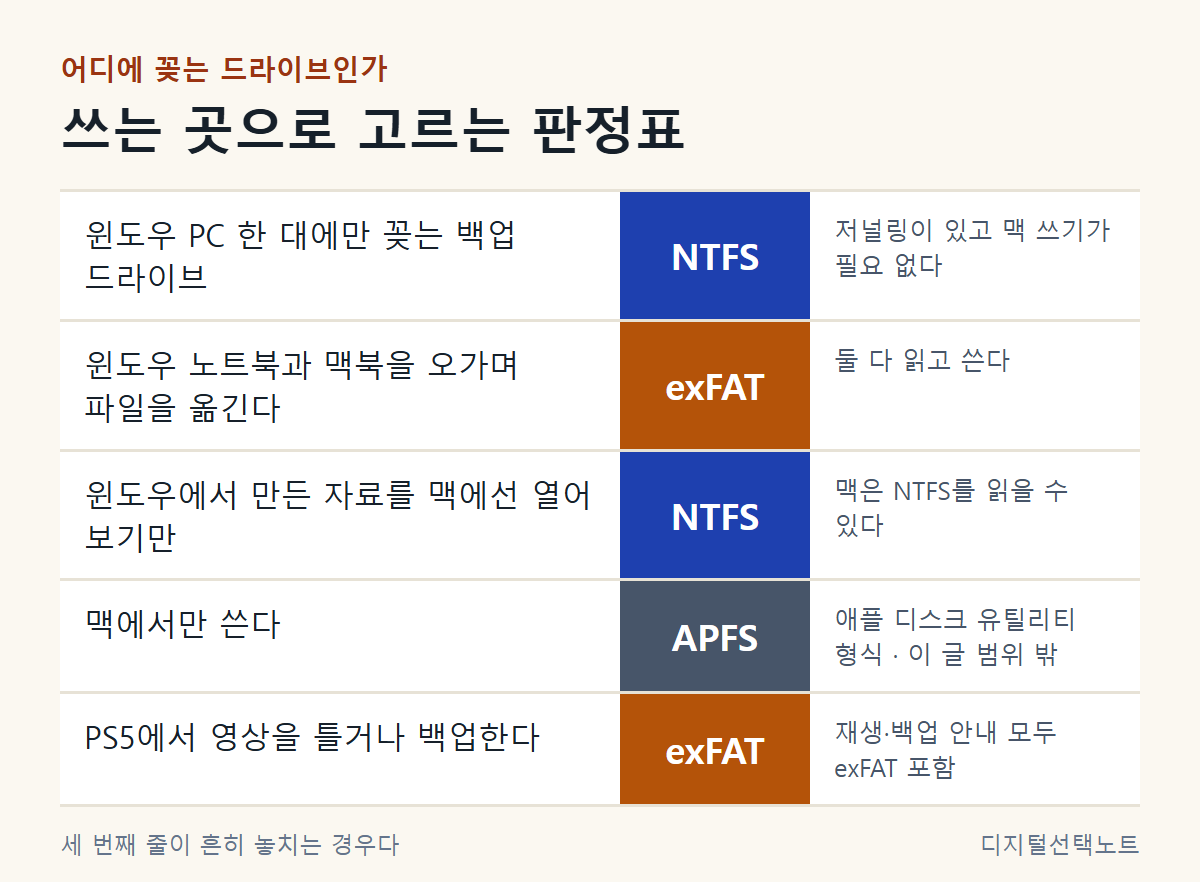 어디에 꽂는 드라이브인가
쓰는 곳으로 고르는 판정표
윈도우 PC 한 대에만 꽂는 백업
드라이브
NTFS
저널링이 있고 맥 쓰기가
필요 없다
윈도우 노트북과 맥북을 오가며
파일을 옮긴다
exFAT
둘 다 읽고 쓴다
윈도우에서 만든 자료를 맥에선 열어
보기만
NTFS
맥은 NTFS를 읽을 수
있다
맥에서만 쓴다
APFS
애플 디스크 유틸리티
형식 · 이 글 범위 밖
PS5에서 영상을 틀거나 백업한다
exFAT
재생·백업 안내 모두
exFAT 포함
세 번째 줄이 흔히 놓치는 경우다
디지털선택노트